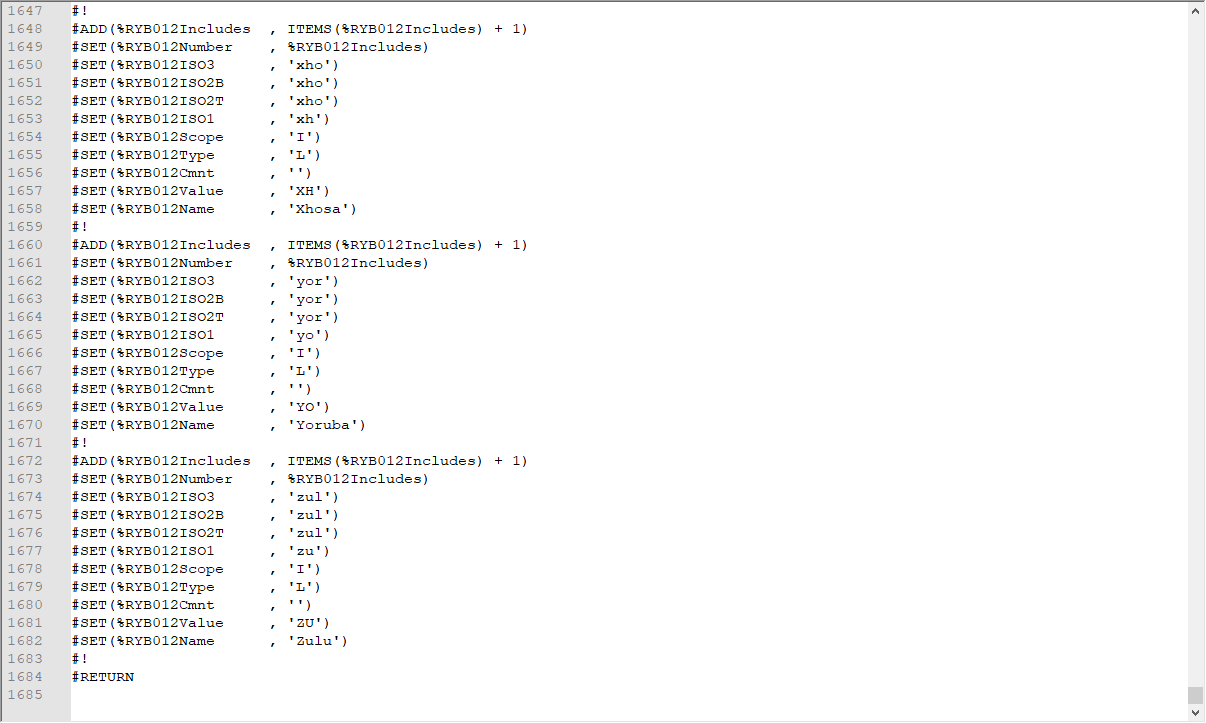 1647 #!
1648 #ADD(%RYB012Includes , ITEMS(%RYB012Includes) + 1)
1649 #SET(%RYB012Number , %RYB012Includes)
1650 #SET(%RYB012ISO3 , 'xho')
1651 #SET(%RYB012ISO2B , 'xho')
1652 #SET(%RYB012ISO2T , 'xho')
1653 #SET(%RYB012ISO1 , 'xh')
1654 #SET(%RYB012Scope , 'I')
1655 #SET(%RYB012Type , 'L')
1656 #SET(%RYB012Cmnt , '')
1657 #SET(%RYB012Value , 'XH')
1658 #SET(%RYB012Name , 'Xhosa')
1659 #!
1660 #ADD(%RYB012Includes , ITEMS(%RYB012Includes) + 1)
1661 #SET(%RYB012Number , %RYB012Includes)
1662 #SET(%RYB012ISO3 , 'yor')
1663 #SET(%RYB012ISO2B , 'yor')
1664 #SET(%RYB012ISO2T , 'yor')
1665 #SET(%RYB012ISO1 , 'yo')
1666 #SET(%RYB012Scope , 'I')
1667 #SET(%RYB012Type , 'L')
1668 #SET(%RYB012Cmnt , '')
1669 #SET(%RYB012Value , 'YO')
1670 #SET(%RYB012Name , 'Yoruba')
1671 #!
1672 #ADD(%RYB012Includes , ITEMS(%RYB012Includes) + 1)
1673 #SET(%RYB012Number , %RYB012Includes)
1674 #SET(%RYB012ISO3 , 'zul')
1675 #SET(%RYB012ISO2B , 'zul')
1676 #SET(%RYB012ISO2T , 'zul')
1677 #SET(%RYB012ISO1 , 'zu')
1678 #SET(%RYB012Scope , 'I')
1679 #SET(%RYB012Type , 'L')
1680 #SET(%RYB012Cmnt , '')
1681 #SET(%RYB012Value , 'ZU')
1682 #SET(%RYB012Name , 'Zulu')
1683 #!
1684 #RETURN
1685